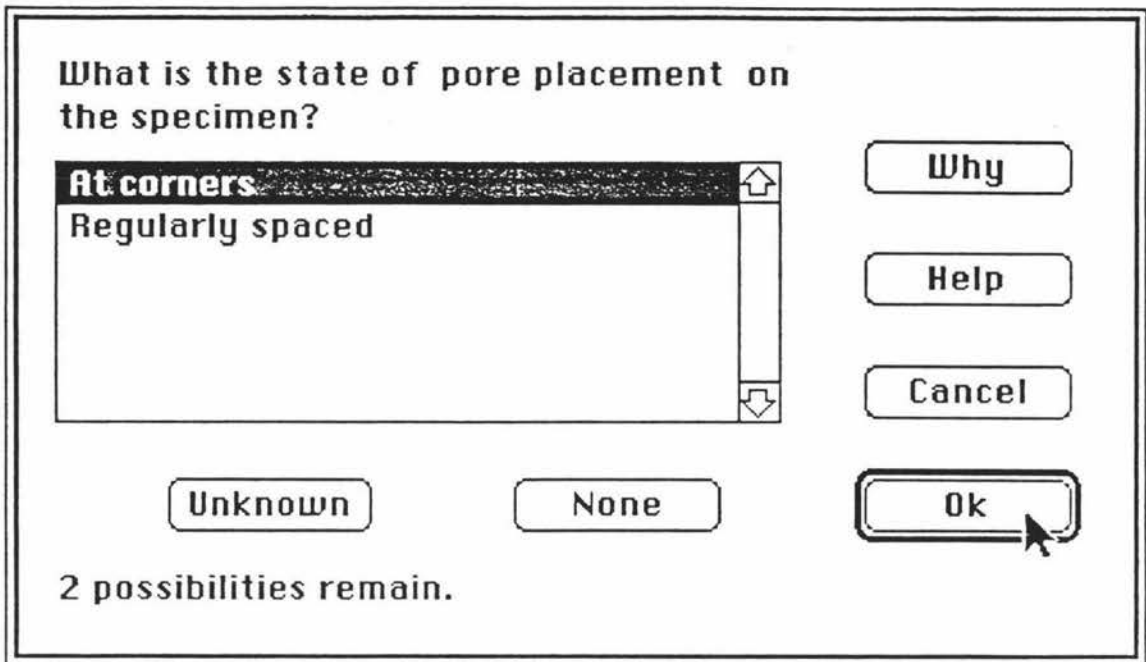 What is the state of pore placement on
the specimen?
At corners
Regularly spaced
Why
Help
Cancel
Unknown
None
Ok
2 possibilities remain.